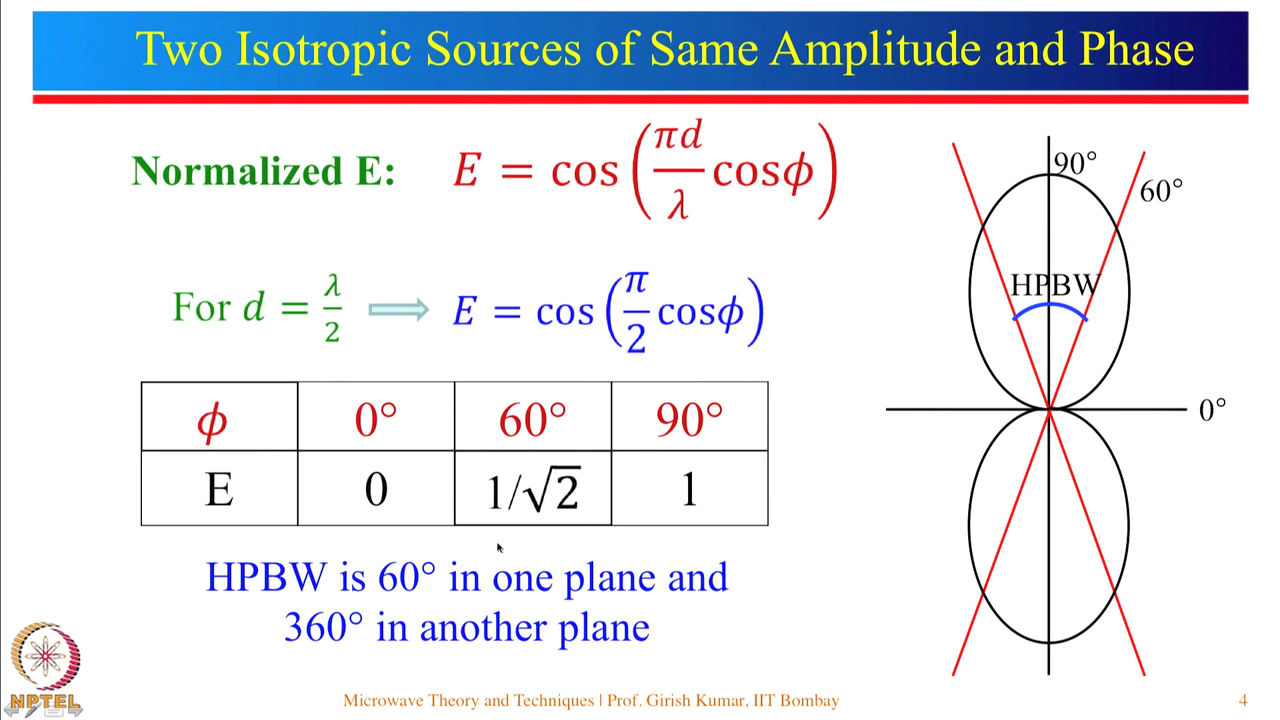 Two Isotropic Sources of Same Amplitude and Phase
Normalized E: E = cos(πd/λ cosϕ)
For d = λ/2 ⟹ E = cos(π/2 cosϕ)
ϕ 0° 60° 90°
E 0 1/√2 1
HPBW is 60° in one plane and
360° in another plane
90°
60°
HPBW
0°
NPTEL
Microwave Theory and Techniques | Prof. Girish Kumar, IIT Bombay
4